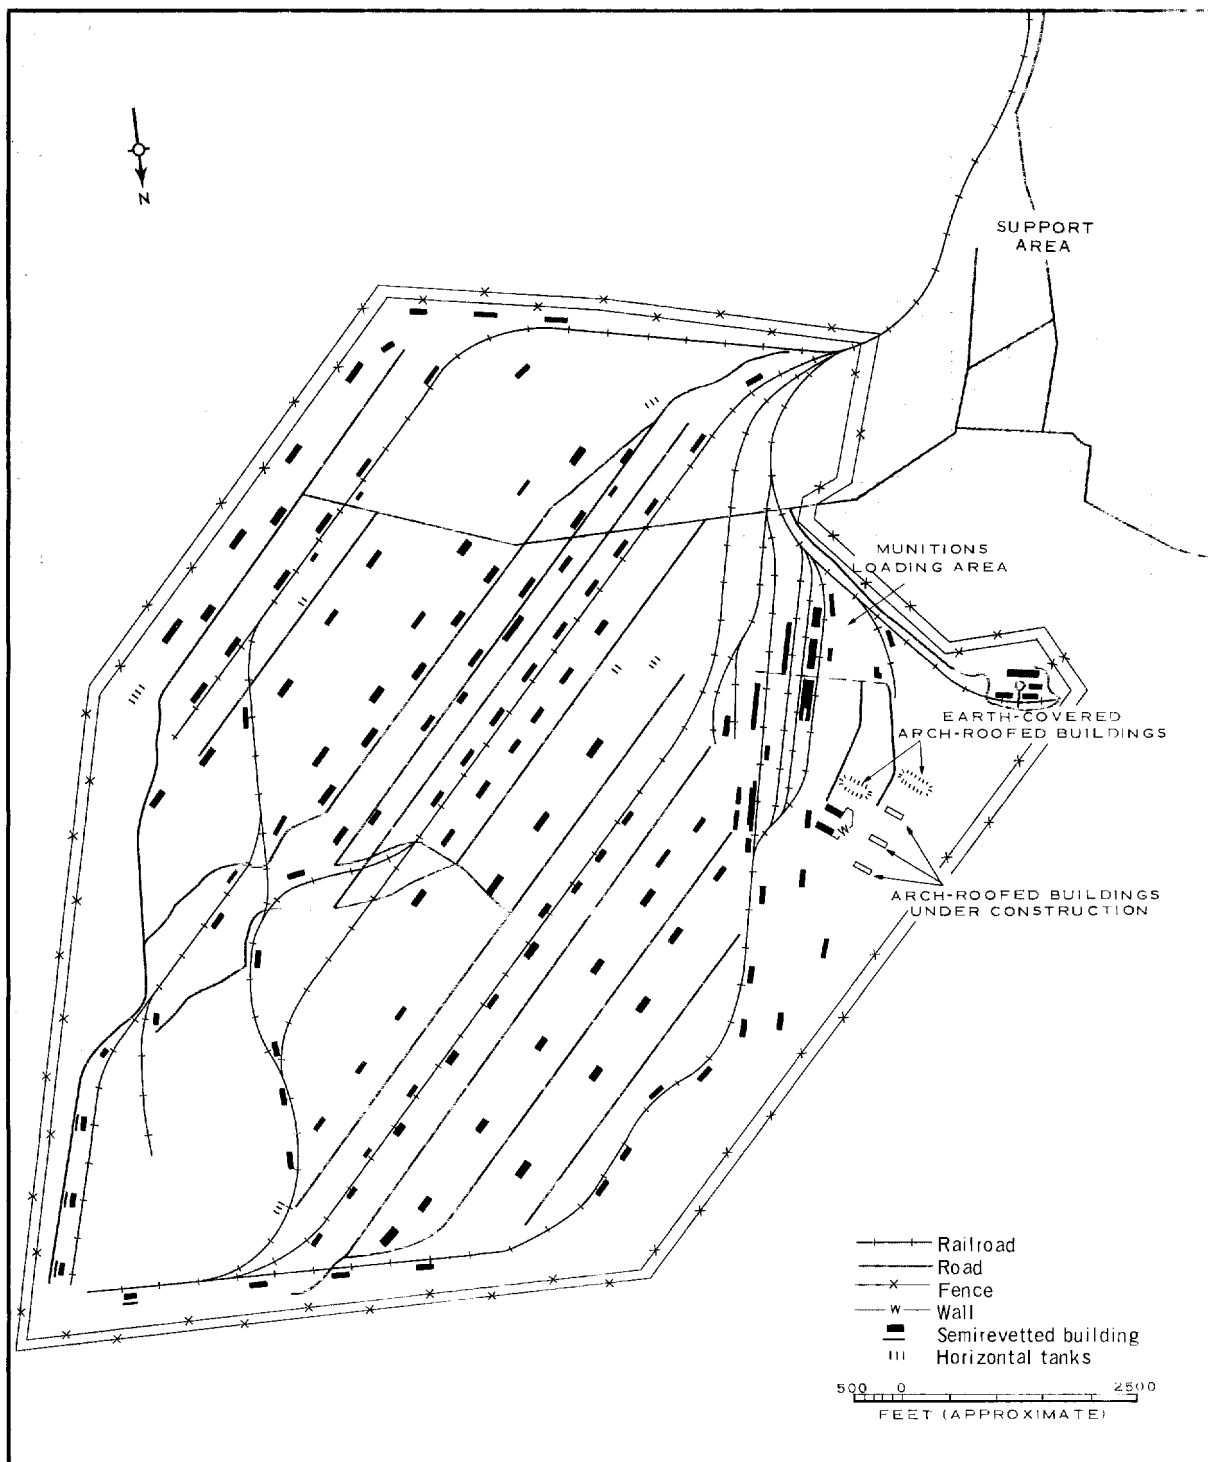 N
SUPPORT
AREA
MUNITIONS
LOADING AREA
EARTH-COVERED
ARCH-ROOFED BUILDINGS
W
ARCH-ROOFED BUILDINGS
UNDER CONSTRUCTION
Railroad
Road
Fence
W Wall
Semirevetted building
Horizontal tanks
500 0 2500
FEET (APPROXIMATE)